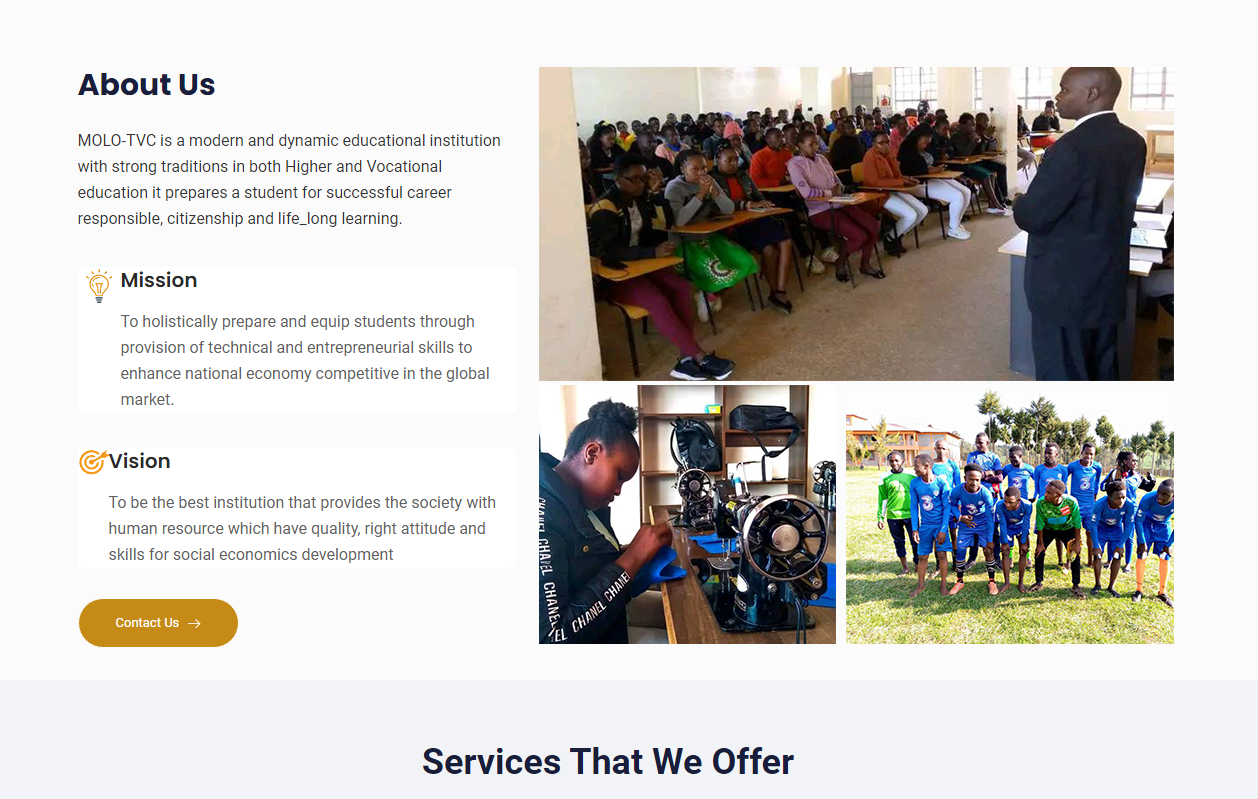 About Us
MOLO-TVC is a modern and dynamic educational institution
with strong traditions in both Higher and Vocational
education it prepares a student for successful career
responsible, citizenship and life_long learning.
Mission
To holistically prepare and equip students through
provision of technical and entrepreneurial skills to
enhance national economy competitive in the global
market.
Vision
To be the best institution that provides the society with
human resource which have quality, right attitude and
skills for social economics development
Contact Us
CHANEL CHANEL
CHANEL CHANEL
Services That We Offer